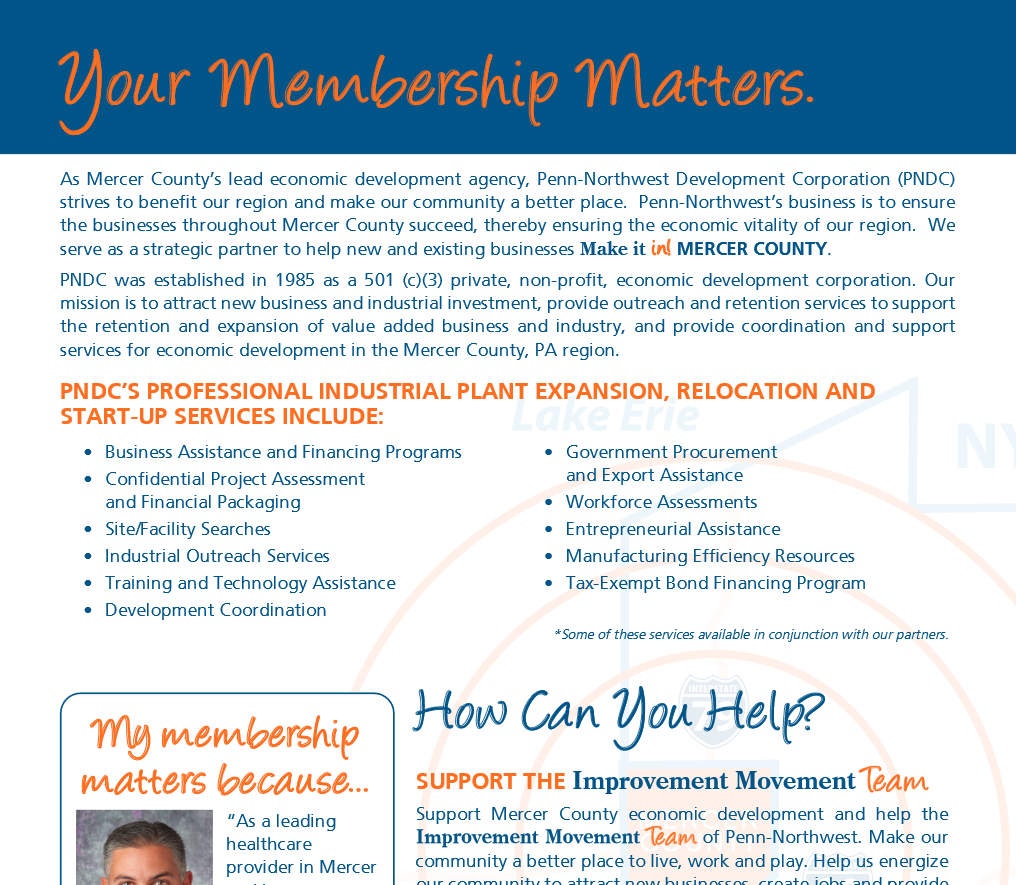 Your Membership Matters.
As Mercer County's lead economic development agency, Penn-Northwest Development Corporation (PNDC)
strives to benefit our region and make our community a better place.  Penn-Northwest's business is to ensure
the businesses throughout Mercer County succeed, thereby ensuring the economic vitality of our region.  We
serve as a strategic partner to help new and existing businesses Make it in! MERCER COUNTY.
PNDC was established in 1985 as a 501 (c)(3) private, non-profit, economic development corporation. Our
mission is to attract new business and industrial investment, provide outreach and retention services to support
the retention and expansion of value added business and industry, and provide coordination and support
services for economic development in the Mercer County, PA region.
PNDC'S PROFESSIONAL INDUSTRIAL PLANT EXPANSION, RELOCATION AND
START-UP SERVICES INCLUDE:
Lake Erie
NY
• Business Assistance and Financing Programs
• Confidential Project Assessment
and Financial Packaging
• Site/Facility Searches
• Industrial Outreach Services
• Training and Technology Assistance
• Development Coordination
• Government Procurement
and Export Assistance
• Workforce Assessments
• Entrepreneurial Assistance
• Manufacturing Efficiency Resources
• Tax-Exempt Bond Financing Program
*Some of these services available in conjunction with our partners.
My membership
matters because...
"As a leading
healthcare
provider in Mercer
How Can You Help?
SUPPORT THE Improvement Movement Team
Support Mercer County economic development and help the
Improvement Movement Team of Penn-Northwest. Make our
community a better place to live, work and play. Help us energize
our community to attract new businesses, create jobs and provide